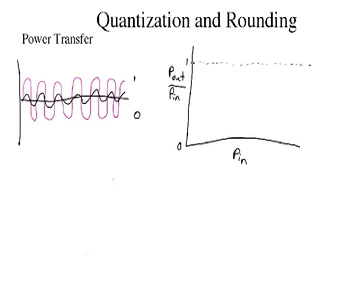 Quantization and Rounding
Power Transfer
1
0
1
Pout
Pin
0
Pin